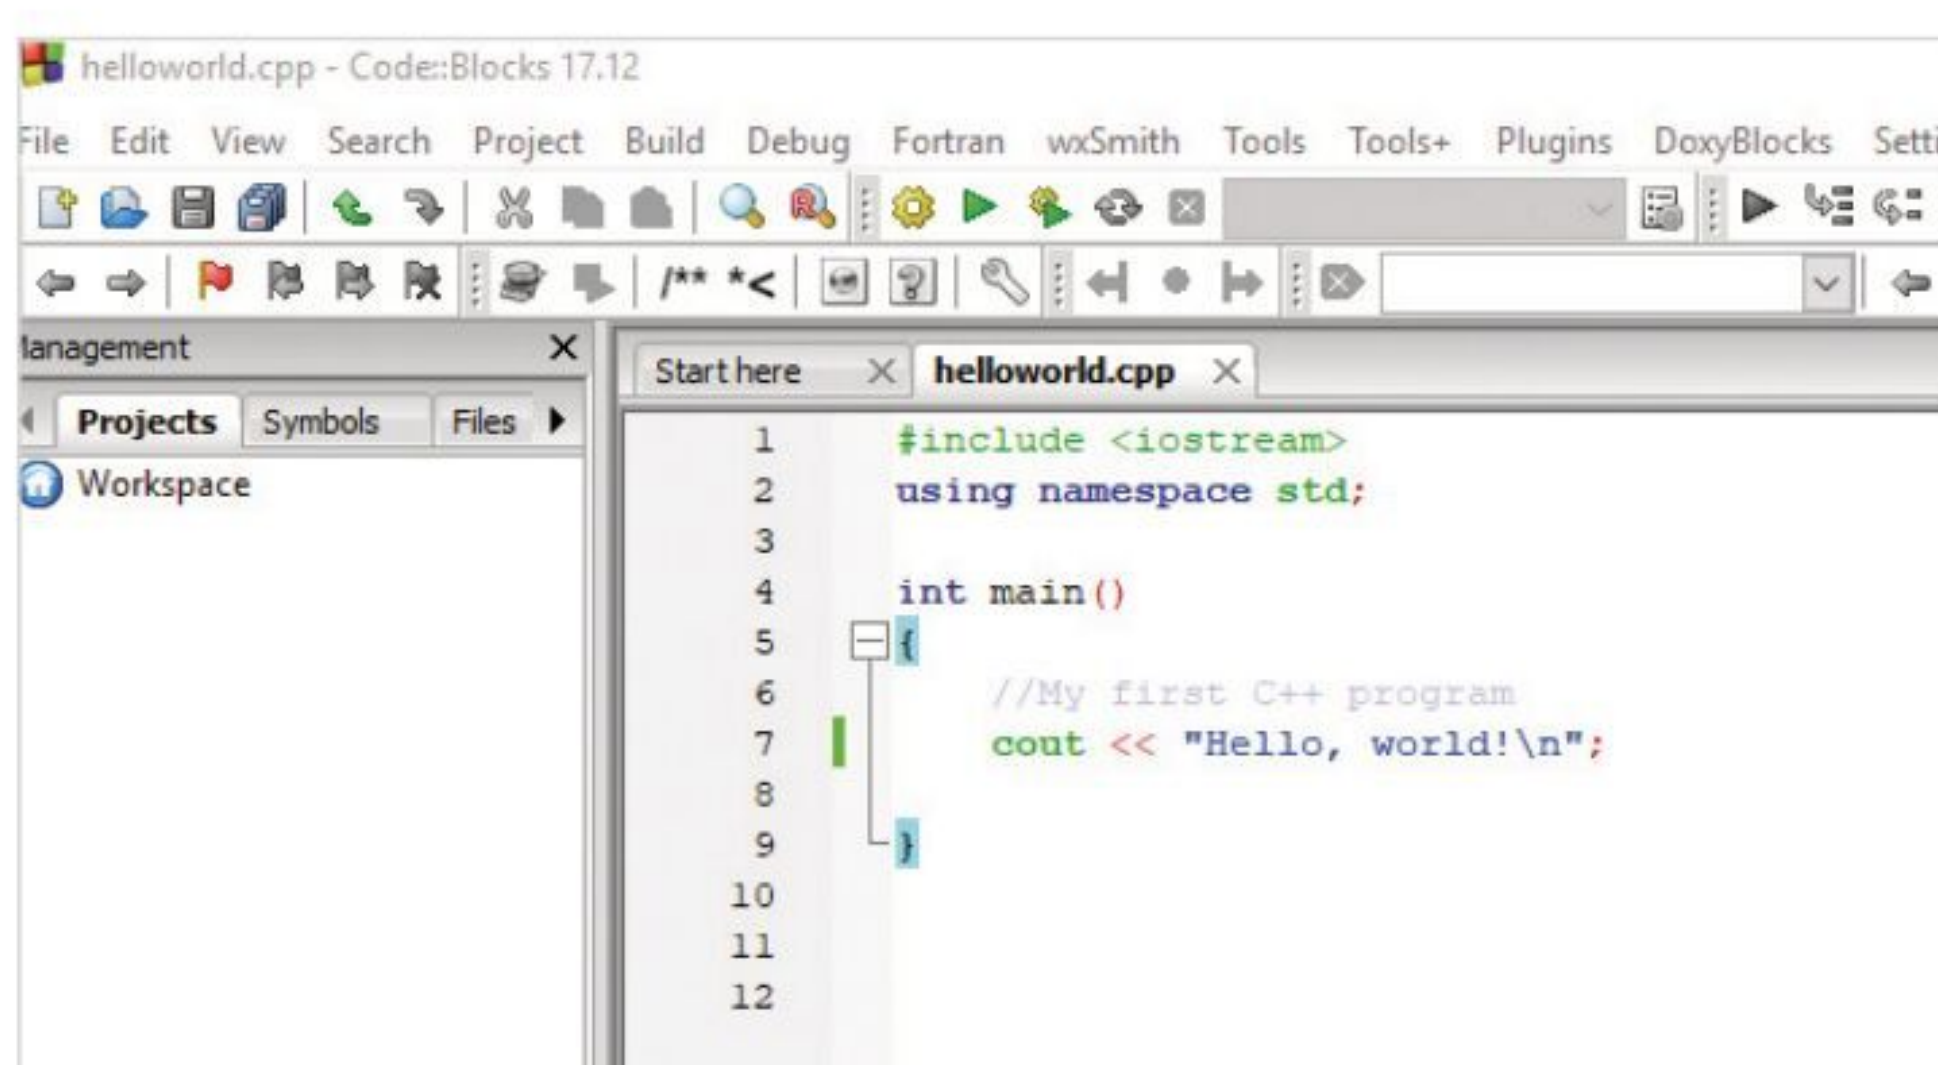 helloworld.cpp - Code::Blocks 17.12
File Edit View Search Project Build Debug Fortran wxSmith Tools Tools+ Plugins DoxyBlocks Setti
/** *<
anagement
Start here helloworld.cpp
Projects Symbols Files
Workspace
1 #include <iostream>
2 using namespace std;
3
4 int main()
5 {
6 //My first C++ program
7 cout << "Hello, world!\n";
8
9 }
10
11
12